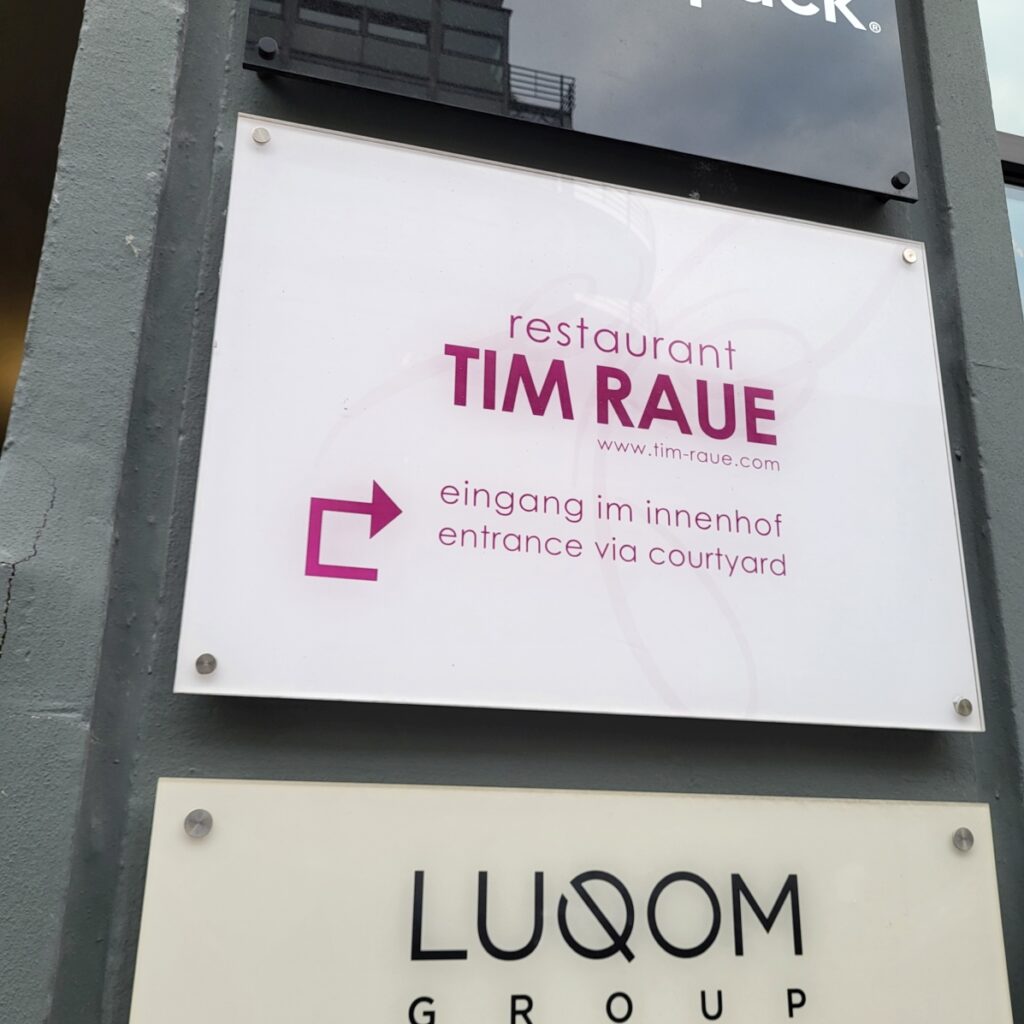 restaurant
TIM RAUE
www.tim-raue.com
eingang im innenhof
entrance via courtyard
LUQOM
GROUP